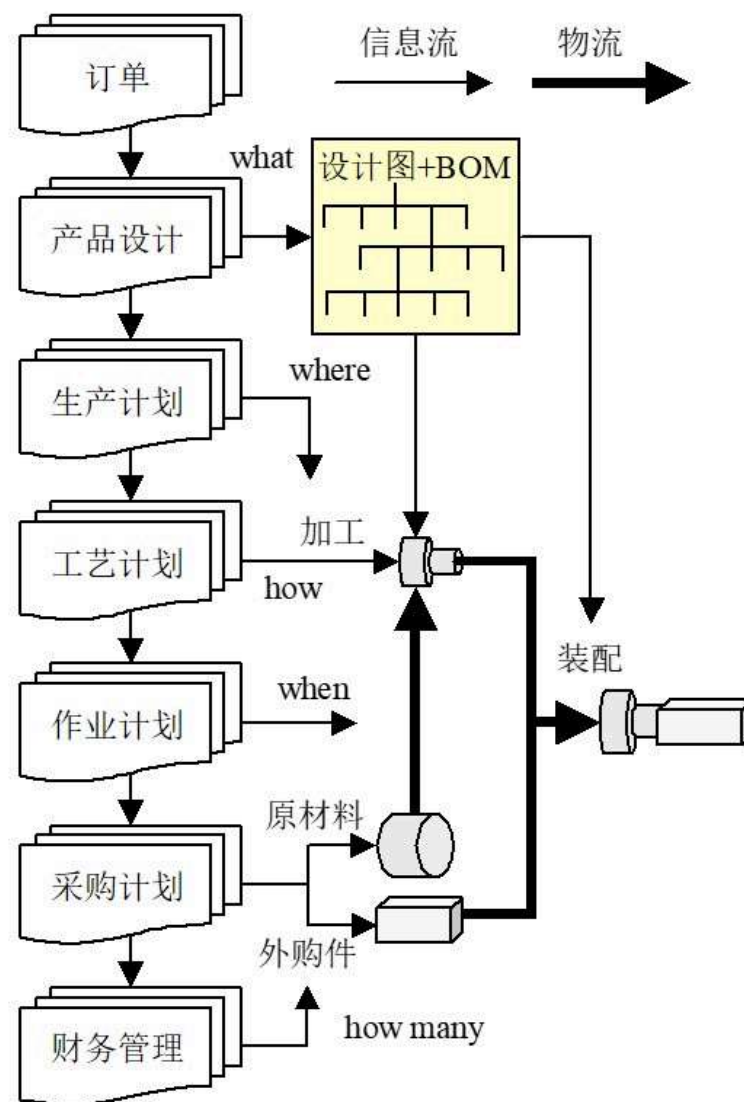 订单
信息流
物流
what
设计图+BOM
产品设计
where
生产计划
加工
工艺计划
how
装配
when
作业计划
原材料
采购计划
外购件
how many
财务管理